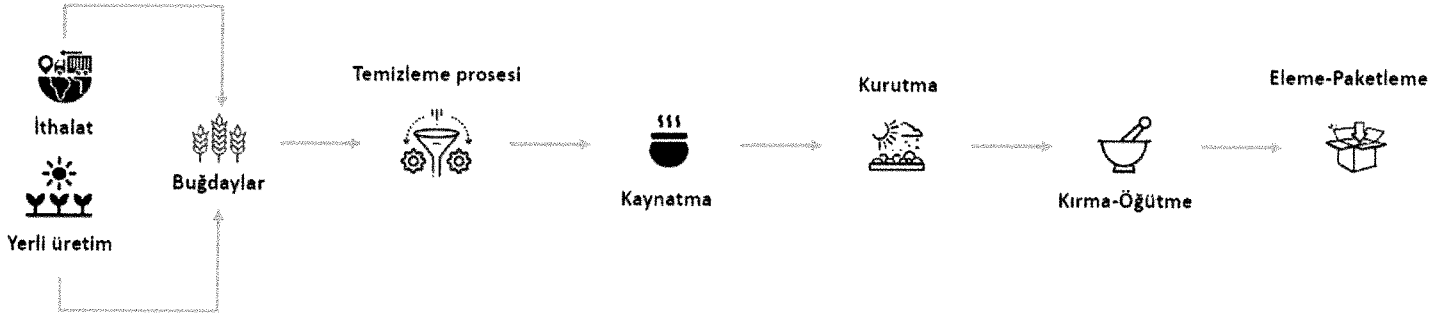 İthalat
Yerli üretim
Buğdaylar
Temizleme prosesi
Kaynatma
Kurutma
Kırma-Öğütme
Eleme-Paketleme